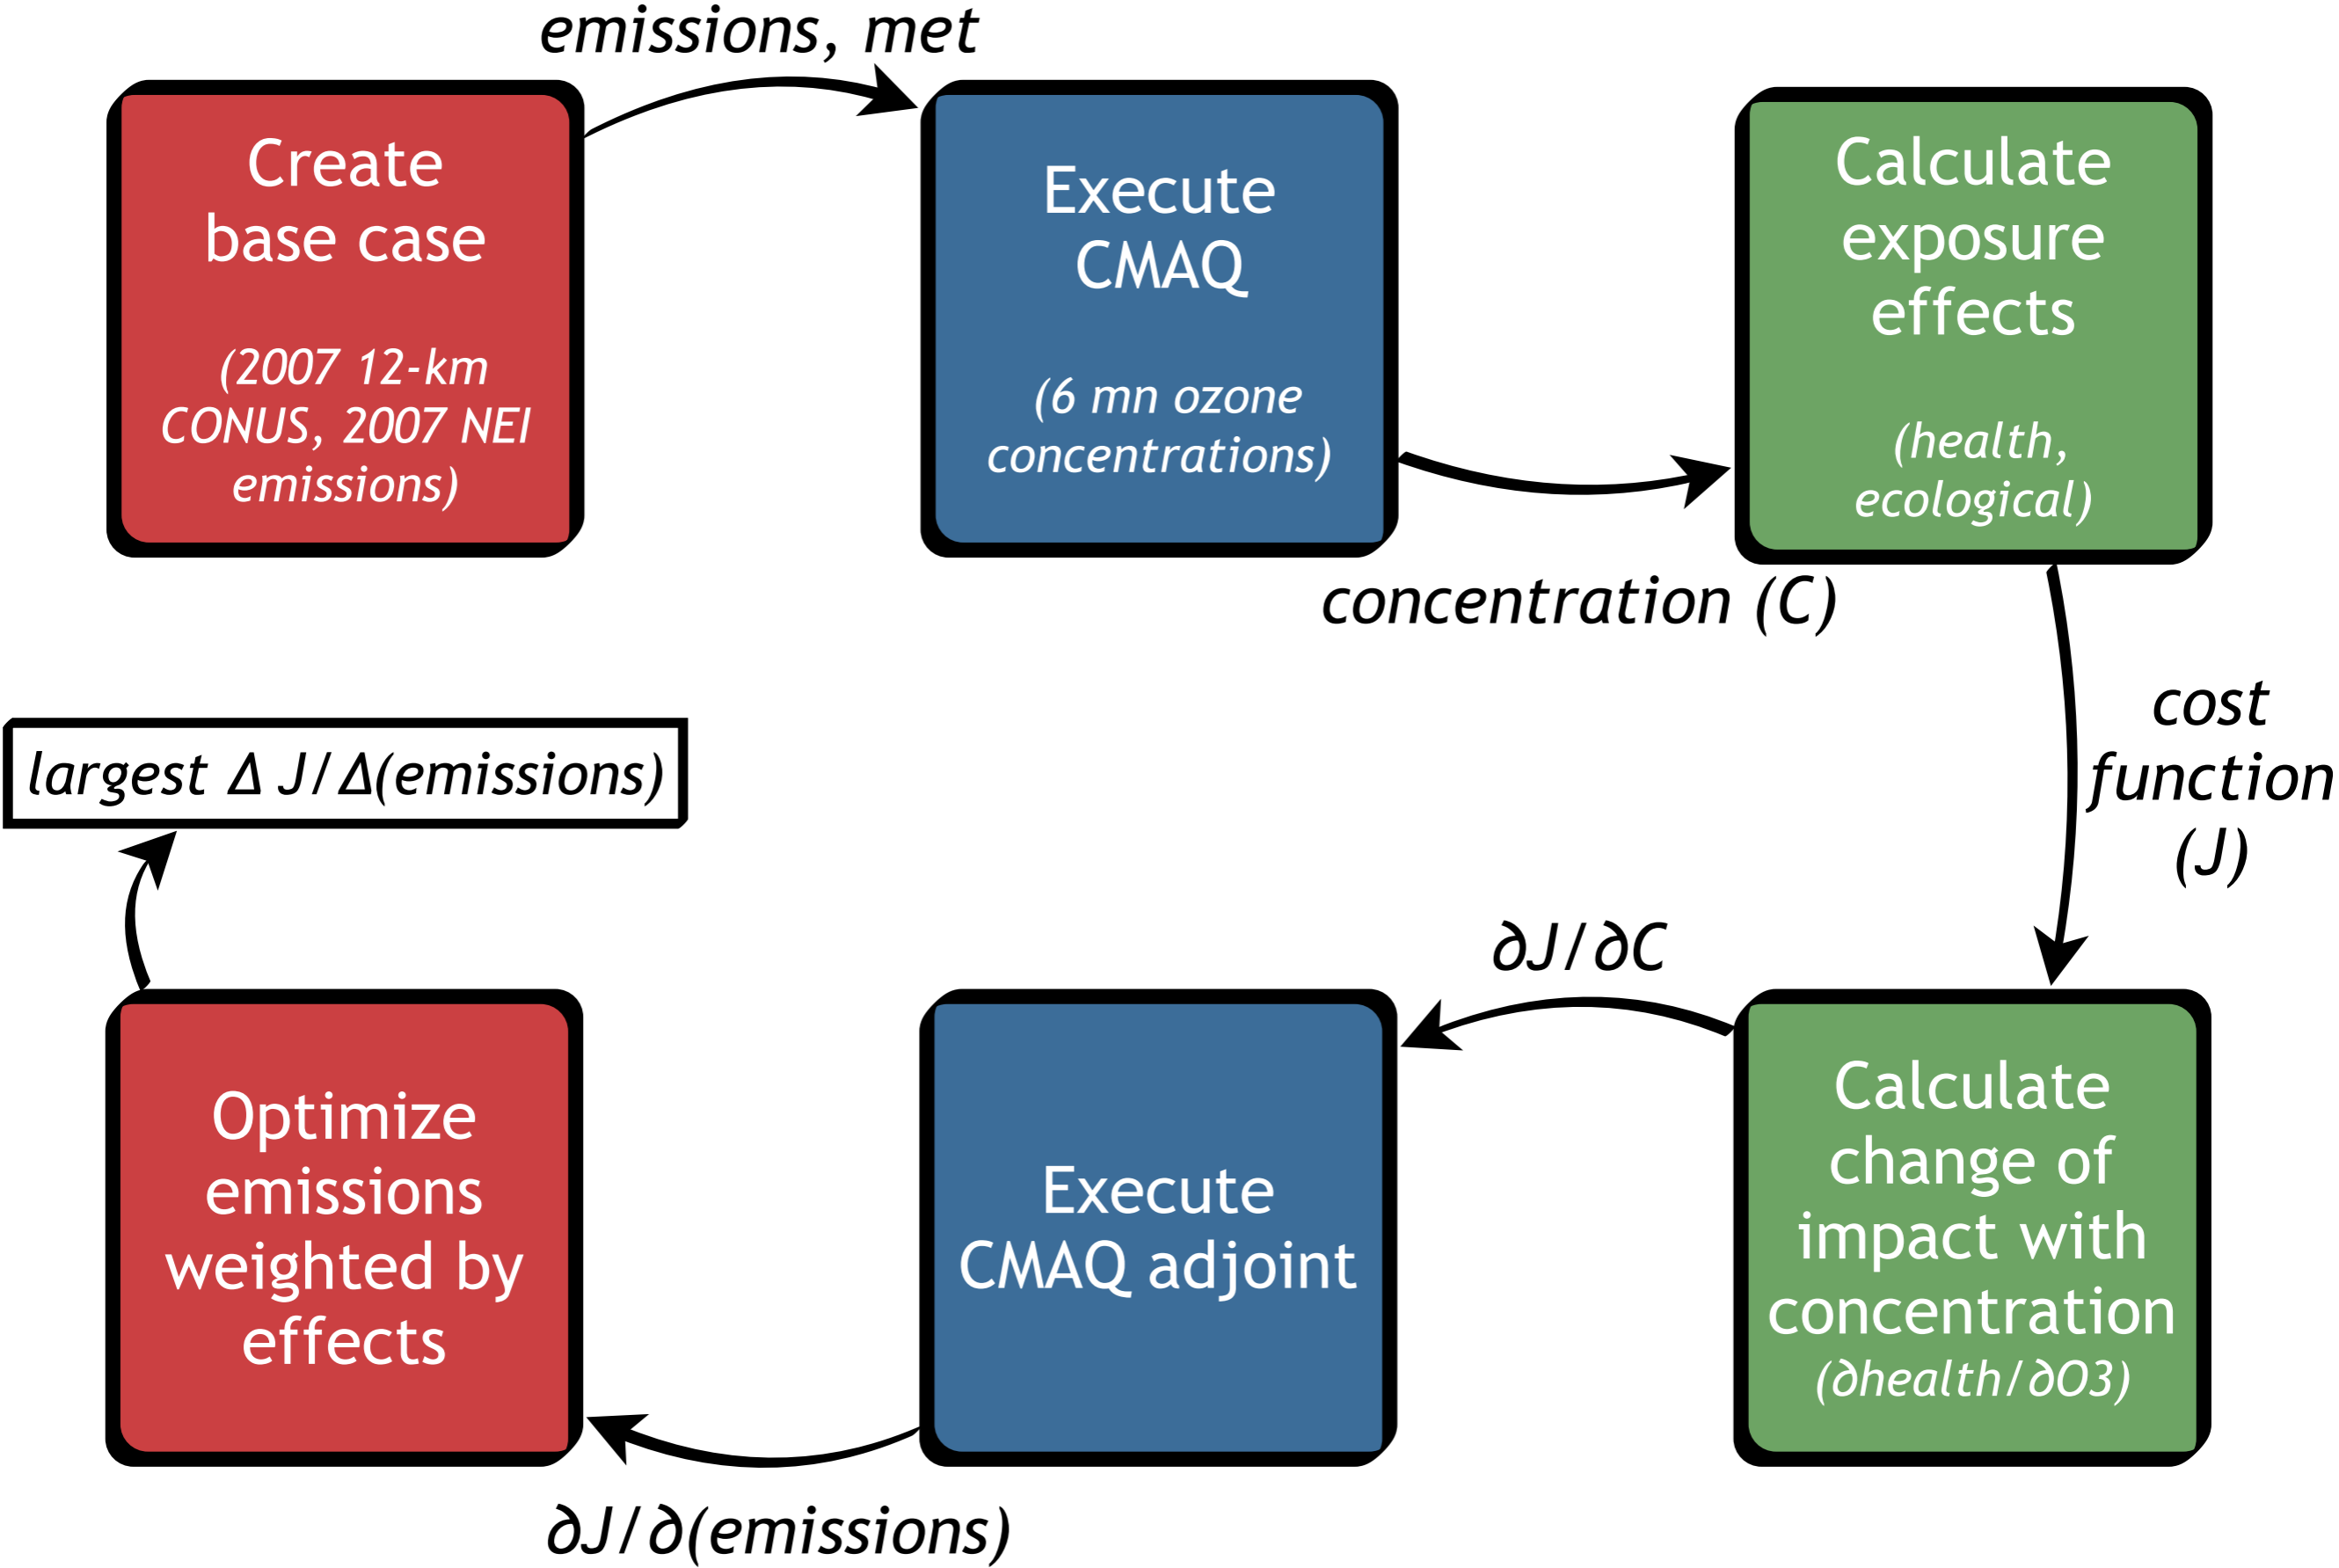 emissions, met
Create
base case
(2007 12-km
CONUS, 2007 NEI
emissions)
Execute
CMAQ
(6 mn ozone
concentrations)
Calculate
exposure
effects
(health,
ecological)
concentration (C)
cost
function
(J)
largest Δ J/Δ(emissions)
∂J/∂C
Calculate
change of
impact with
concentration
(∂health/∂O3)
Execute
CMAQ adjoint
Optimize
emissions
weighted by
effects
∂J/∂(emissions)